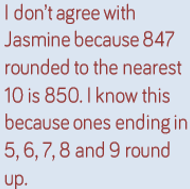 I don't agree with
Jasmine because 847
rounded to the nearest
10 is 850. I know this
because ones ending in
5, 6, 7, 8 and 9 round
up.